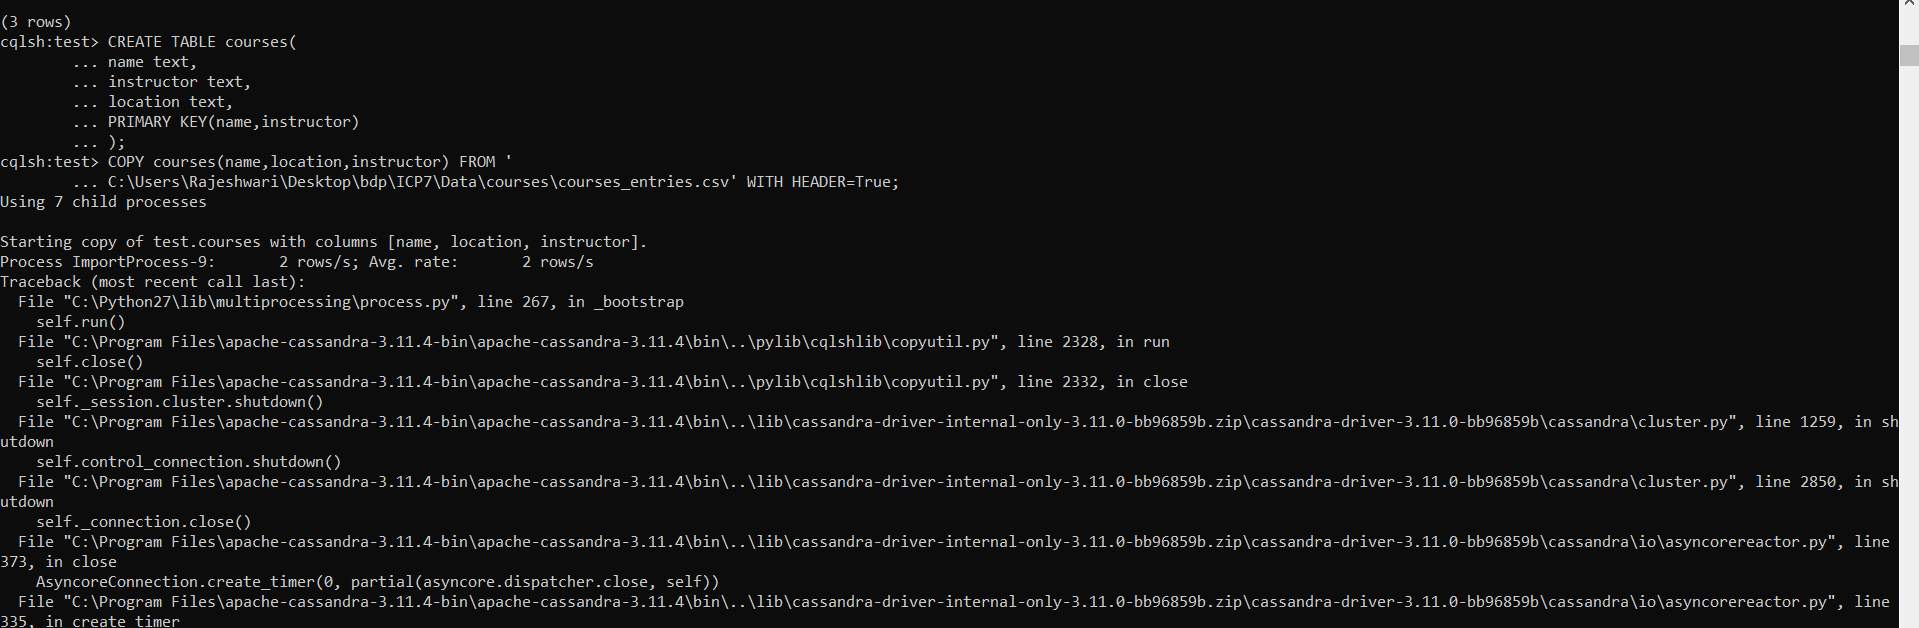 (3 rows)
cqlsh:test> CREATE TABLE courses(
        ... name text,
        ... instructor text,
        ... location text,
        ... PRIMARY KEY(name,instructor)
        ... );
cqlsh:test> COPY courses(name,location,instructor) FROM '
        ... C:\Users\Rajeshwari\Desktop\bdp\ICP7\Data\courses\courses_entries.csv' WITH HEADER=True;
Using 7 child processes

Starting copy of test.courses with columns [name, location, instructor].
Process ImportProcess-9:       2 rows/s; Avg. rate:       2 rows/s
Traceback (most recent call last):
  File "C:\Python27\lib\multiprocessing\process.py", line 267, in _bootstrap
    self.run()
  File "C:\Program Files\apache-cassandra-3.11.4-bin\apache-cassandra-3.11.4\bin\..\pylib\cqlshlib\copyutil.py", line 2328, in run
    self.close()
  File "C:\Program Files\apache-cassandra-3.11.4-bin\apache-cassandra-3.11.4\bin\..\pylib\cqlshlib\copyutil.py", line 2332, in close
    self._session.cluster.shutdown()
  File "C:\Program Files\apache-cassandra-3.11.4-bin\apache-cassandra-3.11.4\bin\..\lib\cassandra-driver-internal-only-3.11.0-bb96859b.zip\cassandra-driver-3.11.0-bb96859b\cassandra\cluster.py", line 1259, in sh
utdown
    self.control_connection.shutdown()
  File "C:\Program Files\apache-cassandra-3.11.4-bin\apache-cassandra-3.11.4\bin\..\lib\cassandra-driver-internal-only-3.11.0-bb96859b.zip\cassandra-driver-3.11.0-bb96859b\cassandra\cluster.py", line 2850, in sh
utdown
    self._connection.close()
  File "C:\Program Files\apache-cassandra-3.11.4-bin\apache-cassandra-3.11.4\bin\..\lib\cassandra-driver-internal-only-3.11.0-bb96859b.zip\cassandra-driver-3.11.0-bb96859b\cassandra\io\asyncorereactor.py", line
373, in close
    AsyncoreConnection.create_timer(0, partial(asyncore.dispatcher.close, self))
  File "C:\Program Files\apache-cassandra-3.11.4-bin\apache-cassandra-3.11.4\bin\..\lib\cassandra-driver-internal-only-3.11.0-bb96859b.zip\cassandra-driver-3.11.0-bb96859b\cassandra\io\asyncorereactor.py", line
335, in create_timer